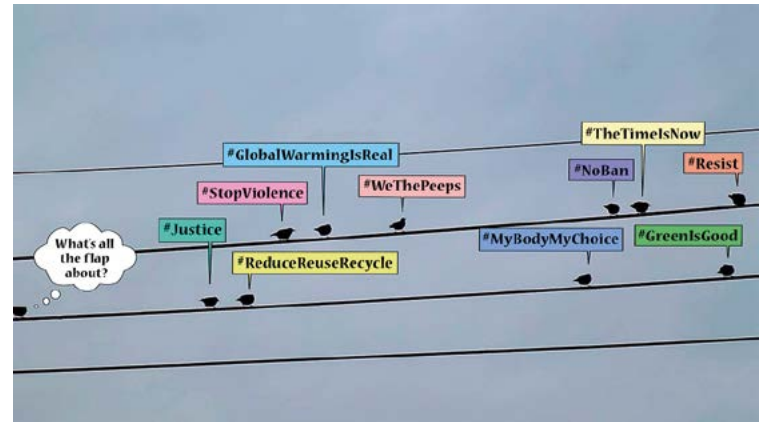 #TheTimeIsNow
#GlobalWarmingIsReal
#NoBan
#Resist
#StopViolence
#WeThePeeps
#Justice
#MyBodyMyChoice
#GreenIsGood
What's all
the flap
about?
#ReduceReuseRecycle